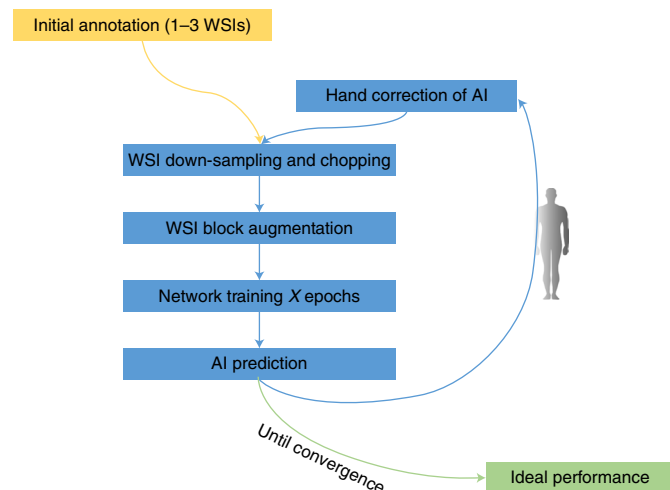 Initial annotation (1–3 WSIs)
Hand correction of AI
WSI down-sampling and chopping
WSI block augmentation
Network training X epochs
AI prediction
Until convergence
Ideal performance